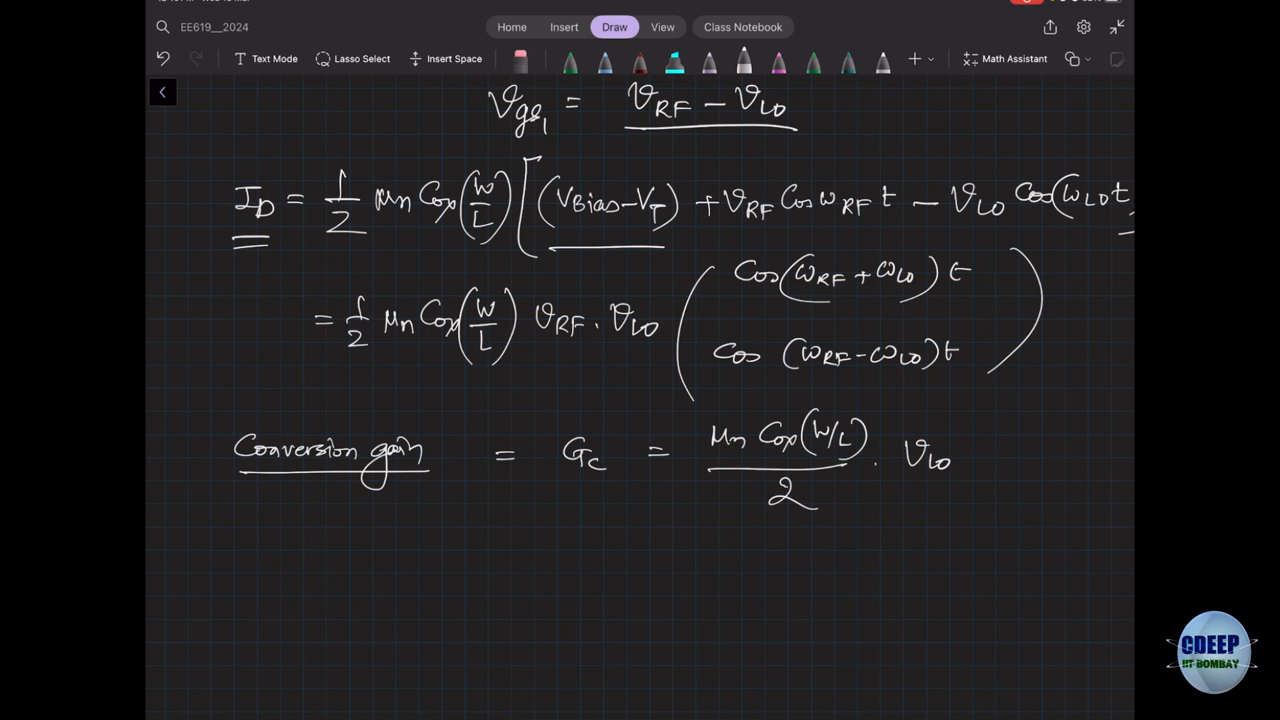 EE619__2024
Home Insert Draw View Class Notebook
Text Mode Lasso Select Insert Space Math Assistant
V_gs1 = V_RF − V_LO
I_D = 1/2 μn Cox (W/L) [(V_Bias − V_T) + V_RF Cos ω_RF t − V_LO Cos(ω_LO t
= 1/2 μn Cox (W/L) V_RF . V_LO ( Cos(ω_RF + ω_LO) t
Cos (ω_RF − ω_LO) t )
Conversion gain = G_C = μn Cox (W/L) / 2 . V_LO
CDEEP
IIT BOMBAY